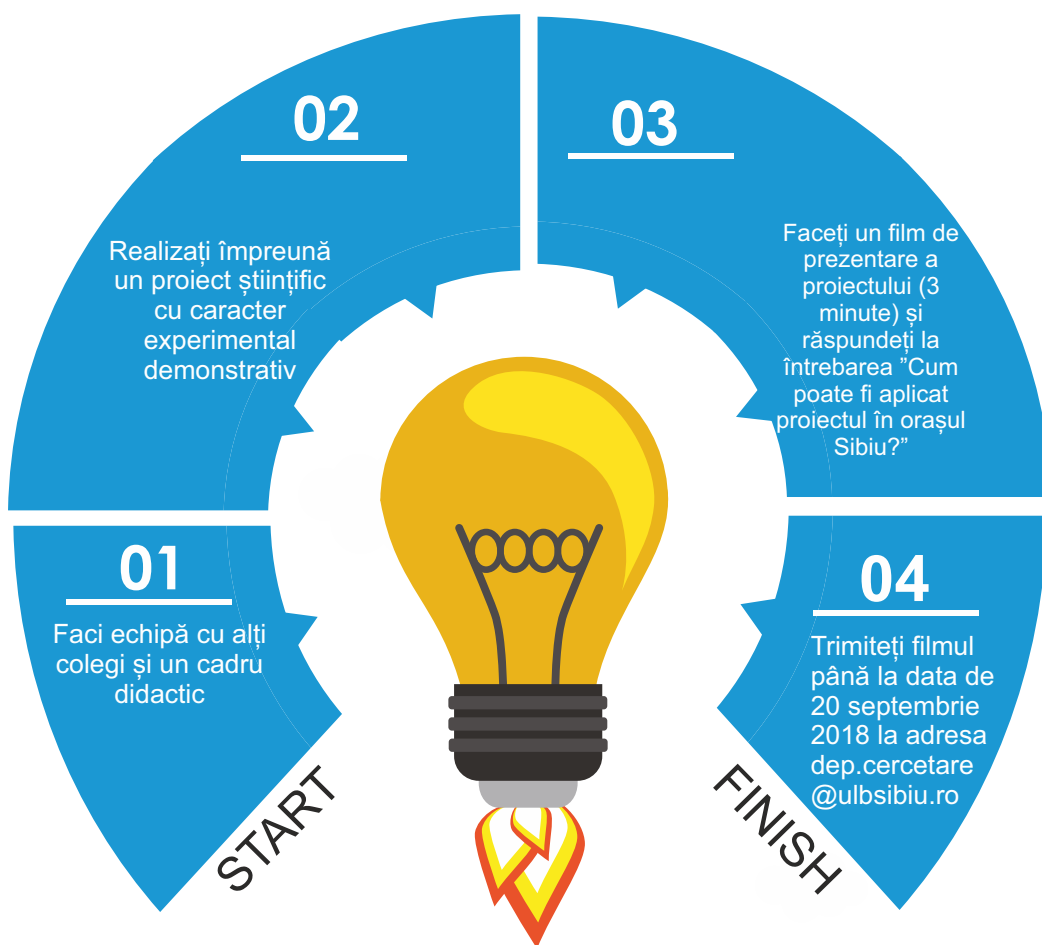 START
01
Faci echipă cu alți
colegi și un cadru
didactic
02
Realizați împreună
un proiect științific
cu caracter
experimental
demonstrativ
03
Faceți un film de
prezentare a
proiectului (3
minute) și
răspundeți la
întrebarea ”Cum
poate fi aplicat
proiectul în orașul
Sibiu?”
04
Trimiteți filmul
până la data de
20 septembrie
2018 la adresa
dep.cercetare
@ulbsibiu.ro
FINISH